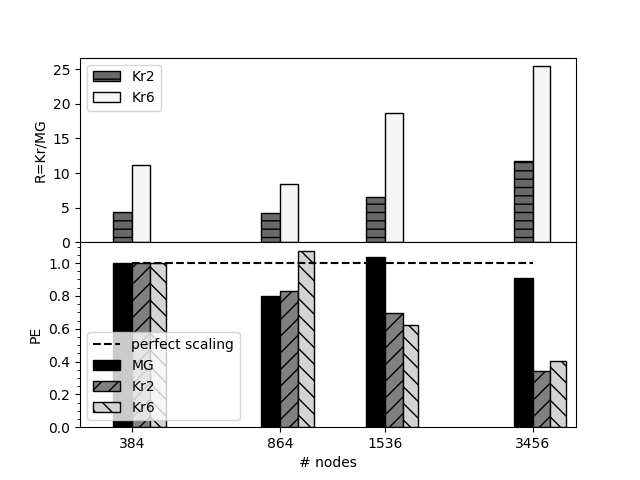 R=Kr/MG
25
20
15
10
5
0
Kr2
Kr6
PE
1.0
0.8
0.6
0.4
0.2
0.0
perfect scaling
MG
Kr2
Kr6
384 864 1536 3456
# nodes